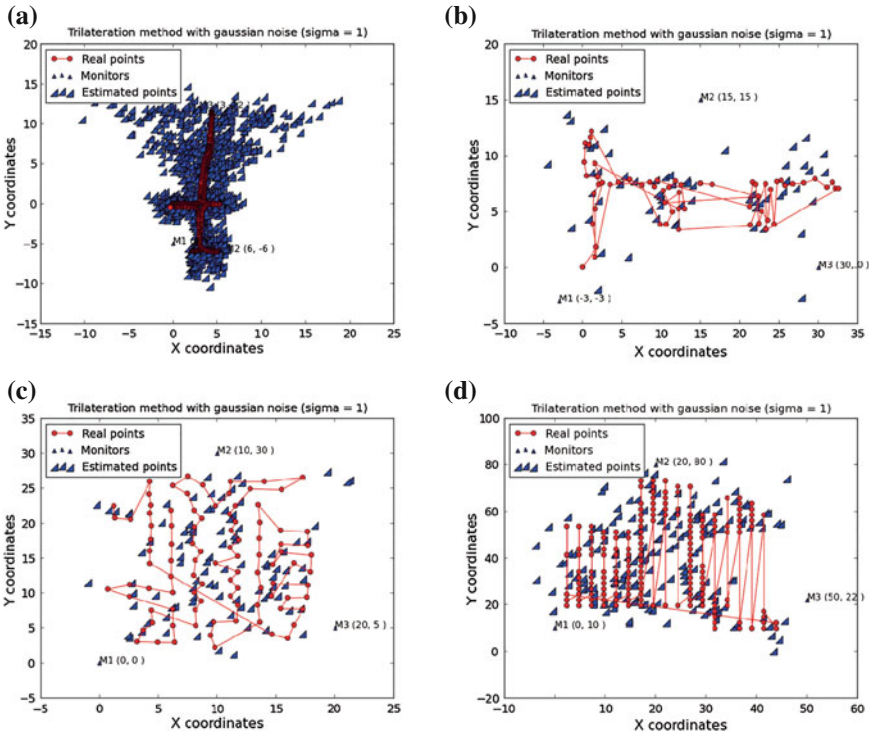 (a)
Trilateration method with gaussian noise (sigma = 1)
Real points
Monitors
Estimated points
M1
M2 (6, -6 )
Y coordinates
20
15
10
5
0
−5
−10
−15
−15
−10
−5
0
5
10
15
20
25
X coordinates
(b)
Trilateration method with gaussian noise (sigma = 1)
Real points
Monitors
Estimated points
M2 (15, 15 )
M3 (30, 0 )
M1 (-3, -3 )
Y coordinates
20
15
10
5
0
−5
−10
−5
0
5
10
15
20
25
30
35
X coordinates
(c)
Trilateration method with gaussian noise (sigma = 1)
Real points
Monitors
Estimated points
M2 (10, 30 )
M3 (20, 5 )
M1 (0, 0 )
Y coordinates
35
30
25
20
15
10
5
0
−5
−5
0
5
10
15
20
25
X coordinates
(d)
Trilateration method with gaussian noise (sigma = 1)
Real points
Monitors
Estimated points
M2 (20, 80 )
M3 (50, 22 )
M1 (0, 10 )
Y coordinates
100
80
60
40
20
0
−20
−10
0
10
20
30
40
50
60
X coordinates